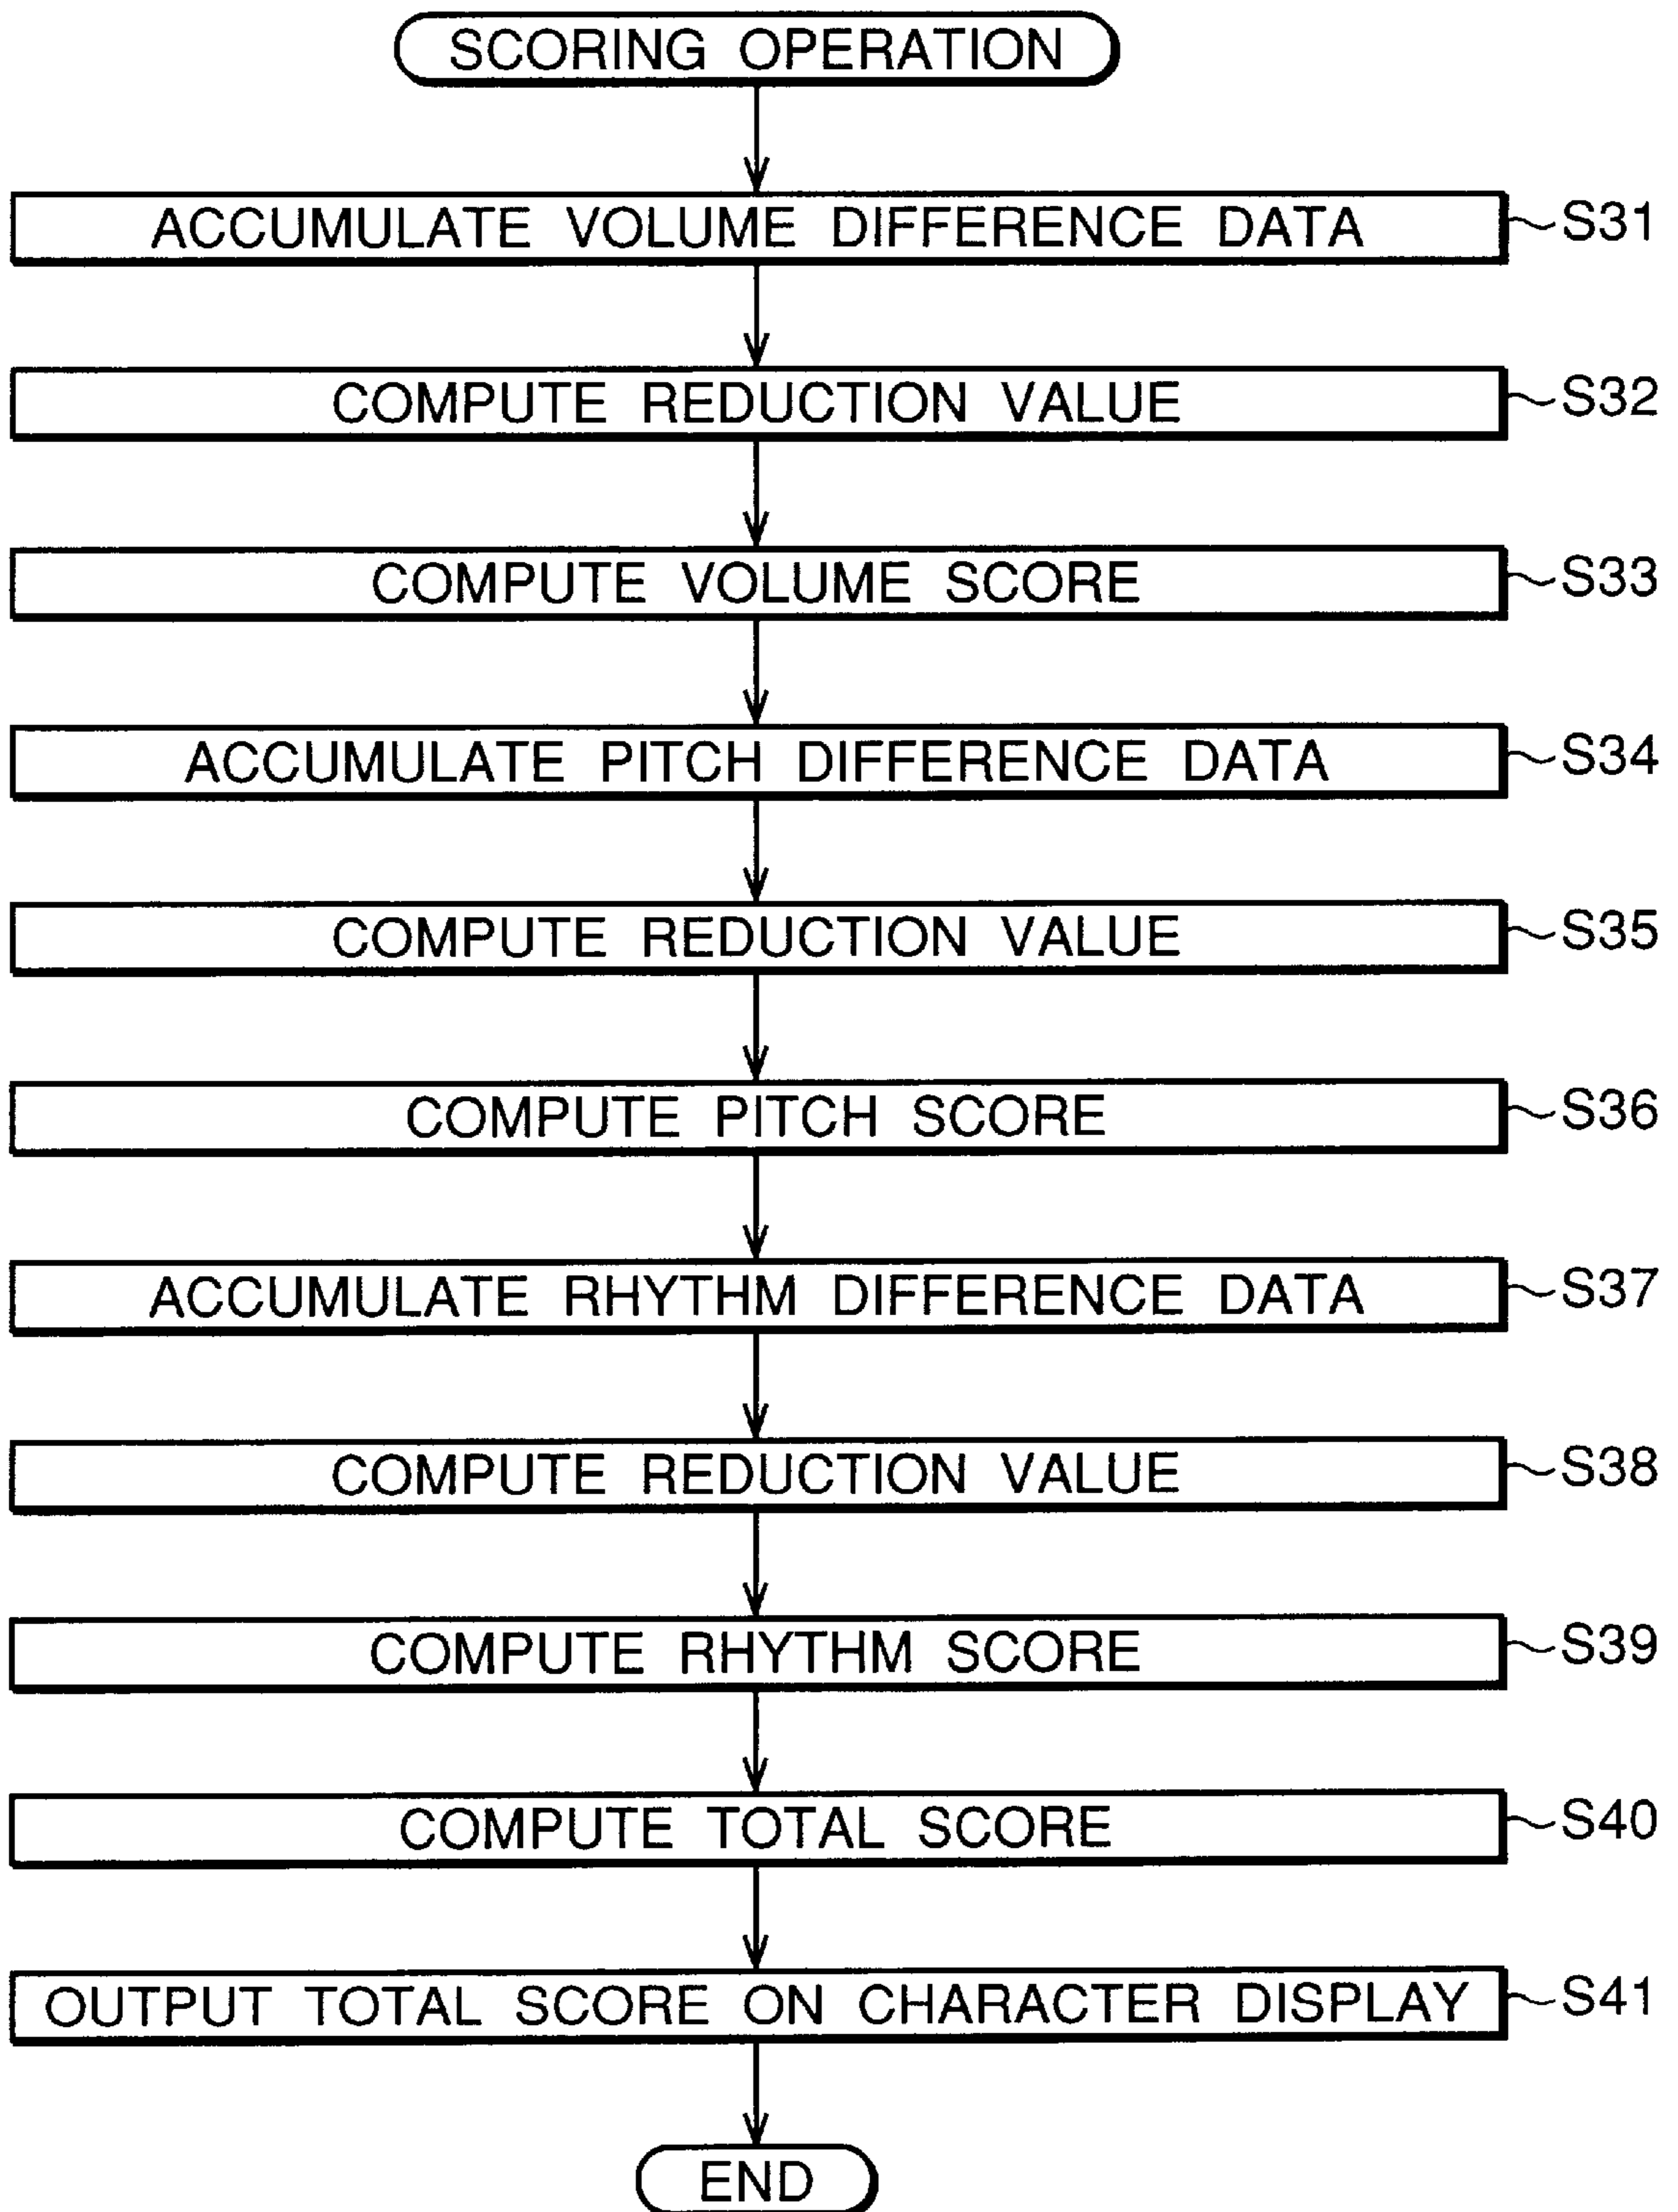 SCORING OPERATION
ACCUMULATE VOLUME DIFFERENCE DATA S31
COMPUTE REDUCTION VALUE S32
COMPUTE VOLUME SCORE S33
ACCUMULATE PITCH DIFFERENCE DATA S34
COMPUTE REDUCTION VALUE S35
COMPUTE PITCH SCORE S36
ACCUMULATE RHYTHM DIFFERENCE DATA S37
COMPUTE REDUCTION VALUE S38
COMPUTE RHYTHM SCORE S39
COMPUTE TOTAL SCORE S40
OUTPUT TOTAL SCORE ON CHARACTER DISPLAY S41
END